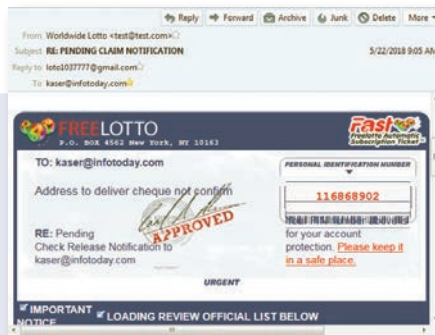 Reply Forward Archive Junk Delete More
From Worldwide Lotto <test@test.com>
Subject RE: PENDING CLAIM NOTIFICATION 5/22/2018 9:05 AM
Reply to loto1037777@gmail.com
To kaser@infotoday.com
FREELOTTO
P.O. BOX 4562 New York, NY 10163
Fast
Freelotto Automatic
Subscription Ticket
TO: kaser@infotoday.com
PERSONAL IDENTIFICATION NUMBER
Address to deliver cheque not confirm
116868902
APPROVED
RE: Pending
Check Release Notification to
kaser@infotoday.com
for your account
protection. Please keep it
in a safe place.
URGENT
IMPORTANT
NOTICE
LOADING REVIEW OFFICIAL LIST BELOW